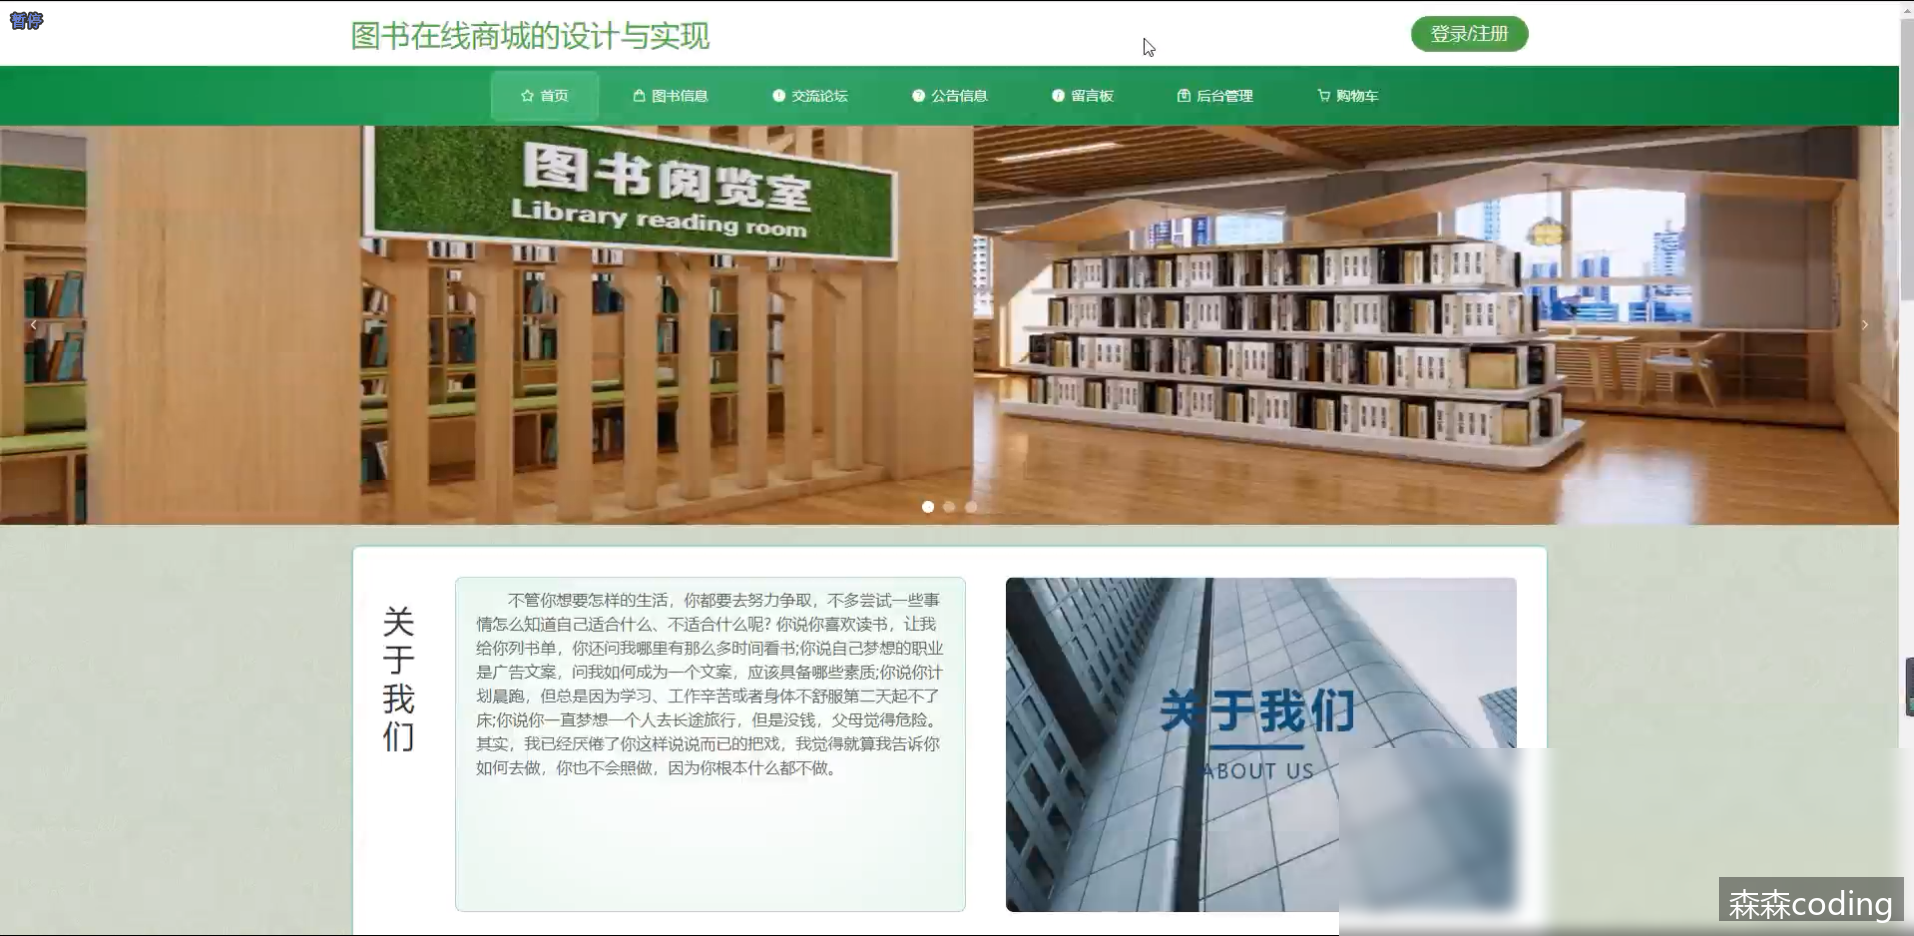 暂停
图书在线商城的设计与实现
登录/注册
首页
图书信息
交流论坛
公告信息
留言板
后台管理
购物车
图书阅览室
Library reading room
关于我们
不管你想要怎样的生活，你都要去努力争取，不多尝试一些事
情怎么知道自己适合什么、不适合什么呢? 你说你喜欢读书，让我
给你列书单，你还问我哪里有那么多时间看书;你说自己梦想的职业
是广告文案，问我如何成为一个文案，应该具备哪些素质;你说你计
划晨跑，但总是因为学习、工作辛苦或者身体不舒服第二天起不了
床;你说你一直梦想一个人去长途旅行，但是没钱，父母觉得危险。
其实，我已经厌倦了你这样说说而已的把戏，我觉得就算我告诉你
如何去做，你也不会照做，因为你根本什么都不做。
关于我们
ABOUT US
森森coding